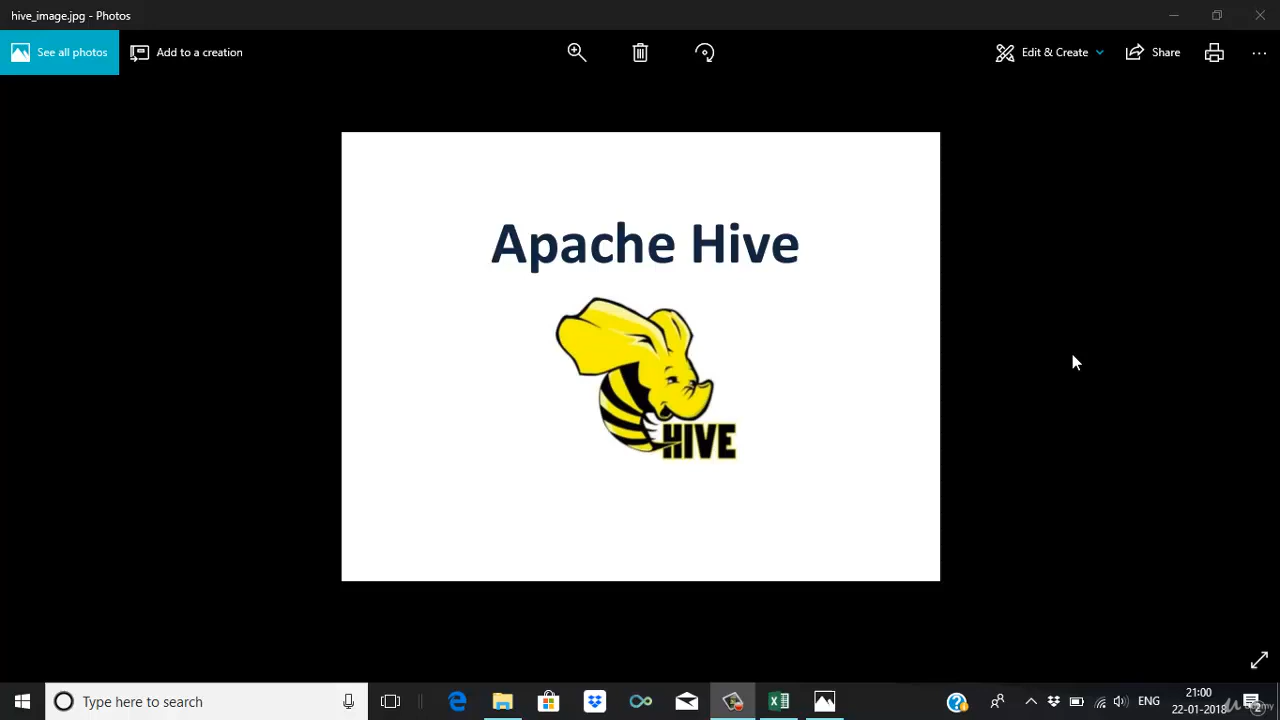 hive_image.jpg - Photos
See all photos
Add to a creation
Edit & Create
Share
Apache Hive
HIVE
Type here to search
ENG
21:00
22-01-2018